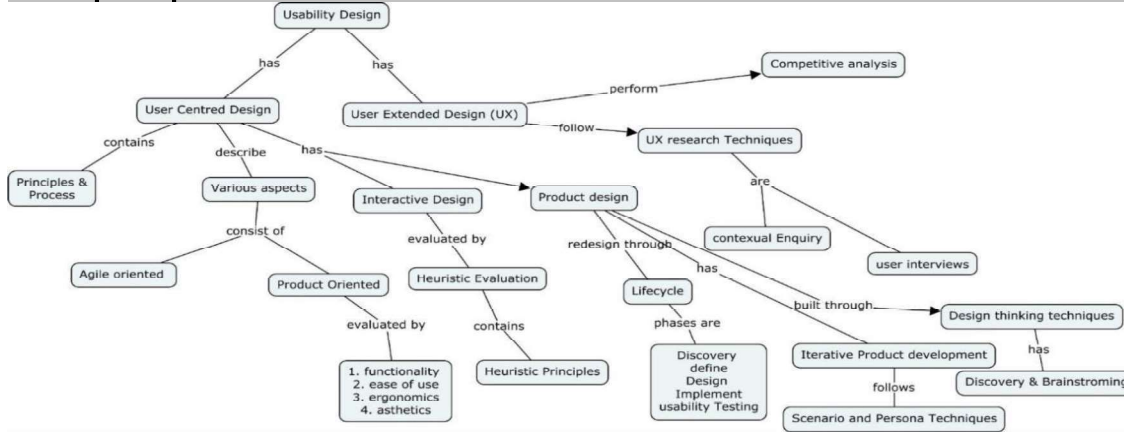 Usability Design
has
has
Competitive analysis
perform
User Centred Design
User Extended Design (UX)
follow
UX research Techniques
contains
describe
has
are
Principles &
Process
Various aspects
Interactive Design
Product design
consist of
evaluated by
redesign through
contexual Enquiry
Agile oriented
Product Oriented
Heuristic Evaluation
has
user interviews
Lifecycle
built through
Design thinking techniques
evaluated by
contains
phases are
has
1. functionality
2. ease of use
3. ergonomics
4. asthetics
Heuristic Principles
Discovery
define
Design
Implement
usability Testing
Iterative Product development
Discovery & Brainstroming
follows
Scenario and Persona Techniques